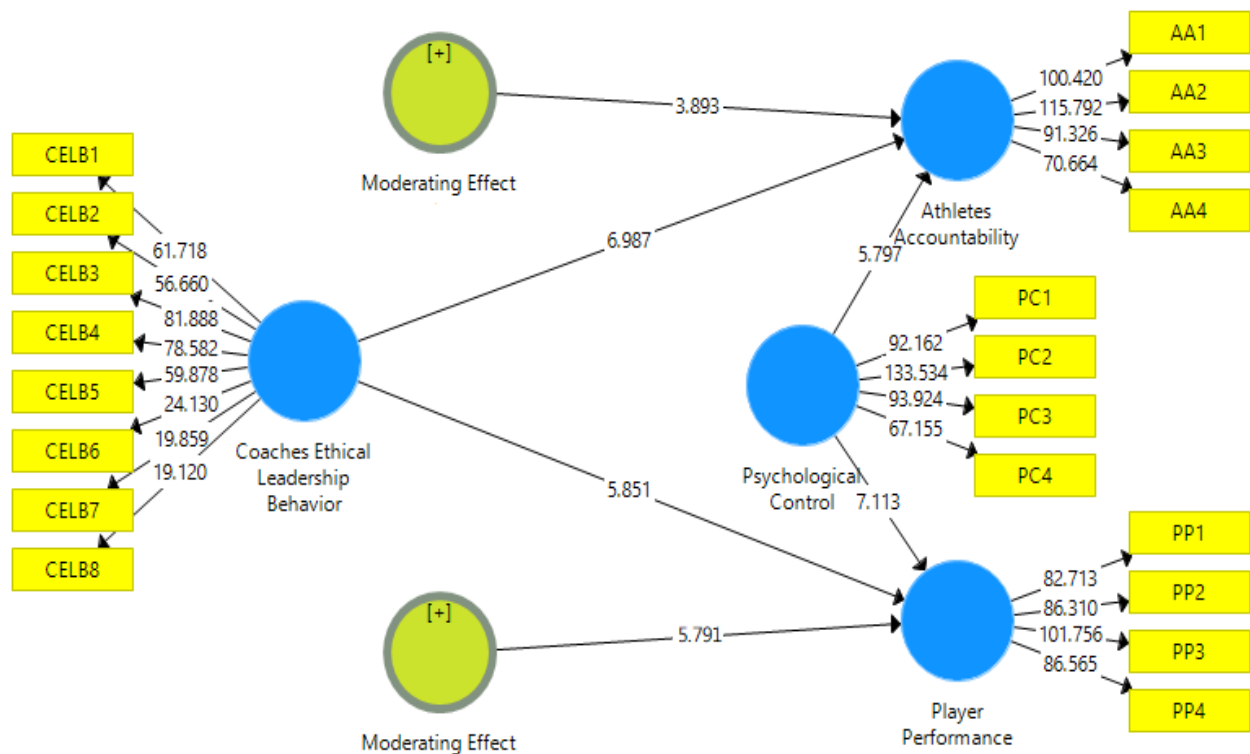 [+]
3.893
Moderating Effect
CELB1
CELB2
CELB3
CELB4
CELB5
CELB6
CELB7
CELB8
61.718
56.660
81.888
78.582
59.878
24.130
19.859
19.120
Coaches Ethical
Leadership
Behavior
6.987
5.851
Athletes
Accountability
100.420
115.792
91.326
70.664
AA1
AA2
AA3
AA4
5.797
Psychological
Control
7.113
92.162
133.534
93.924
67.155
PC1
PC2
PC3
PC4
[+]
5.791
Moderating Effect
Player
Performance
82.713
86.310
101.756
86.565
PP1
PP2
PP3
PP4